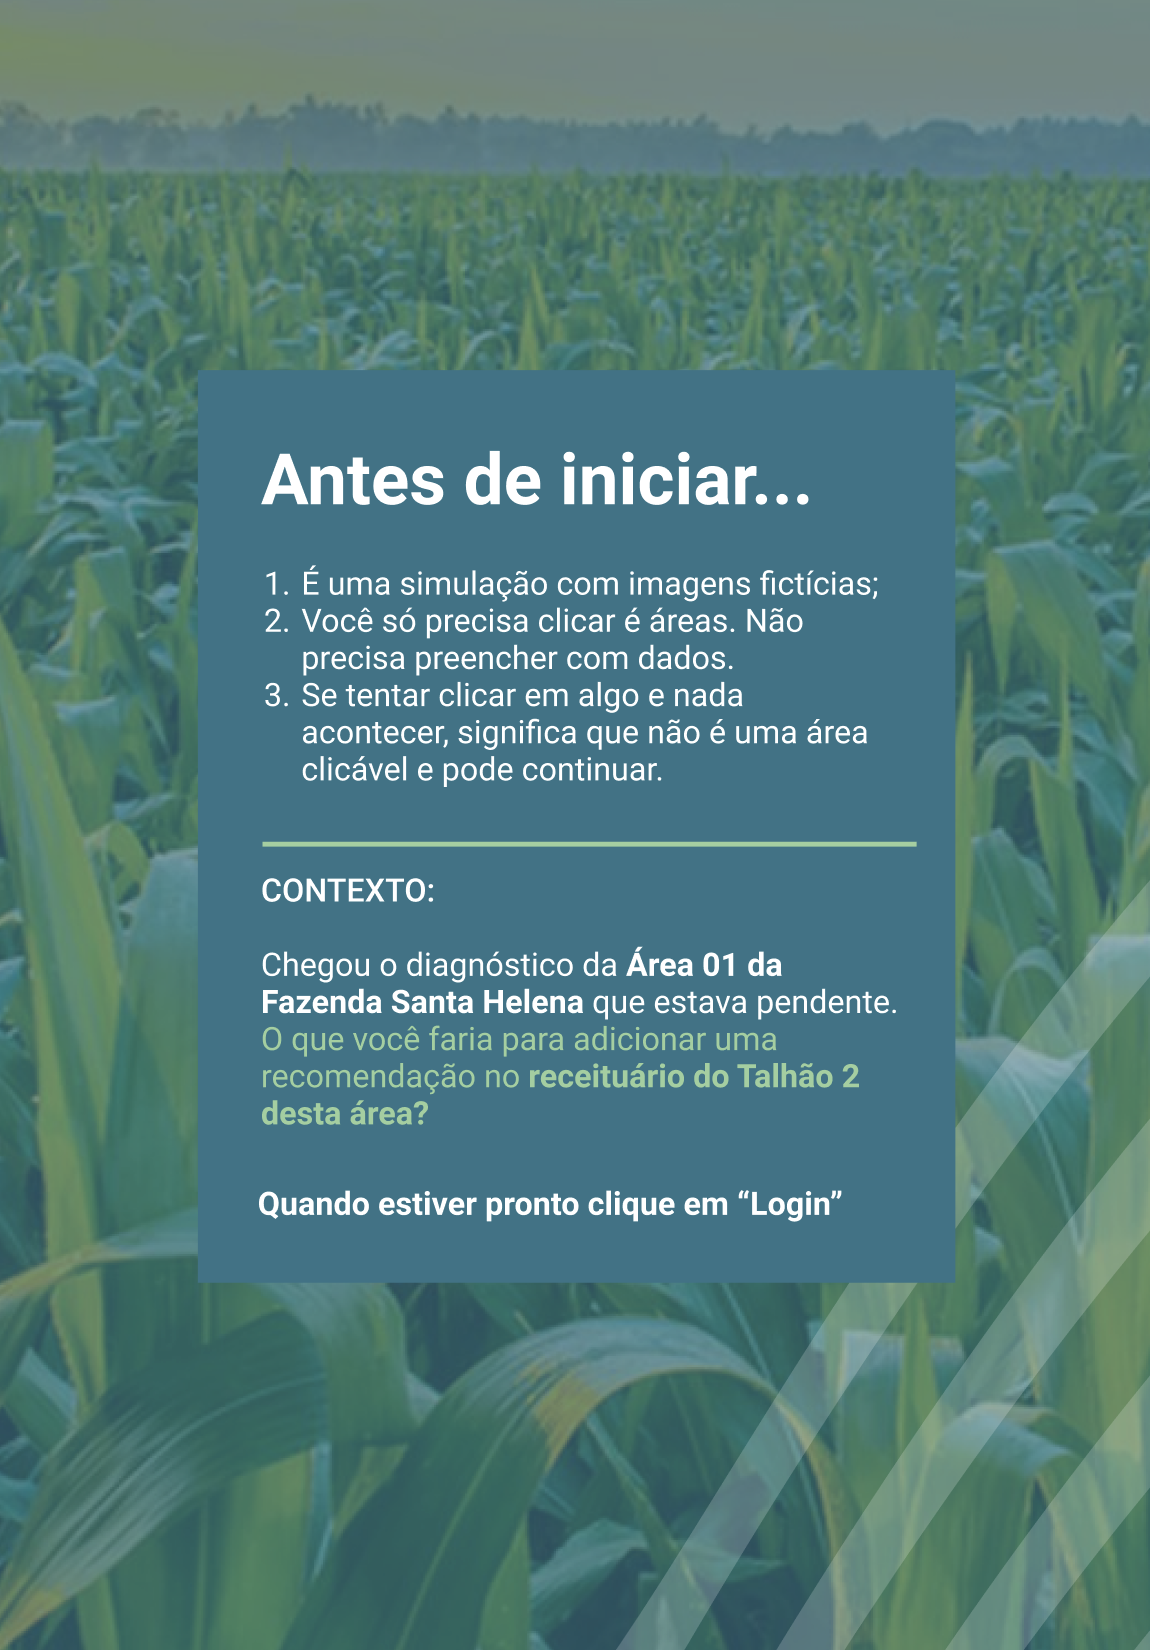 Antes de iniciar...
1. É uma simulação com imagens fictícias;
2. Você só precisa clicar é áreas. Não
precisa preencher com dados.
3. Se tentar clicar em algo e nada
acontecer, significa que não é uma área
clicável e pode continuar.
CONTEXTO:
Chegou o diagnóstico da Área 01 da
Fazenda Santa Helena que estava pendente.
O que você faria para adicionar uma
recomendação no receituário do Talhão 2
desta área?
Quando estiver pronto clique em “Login”